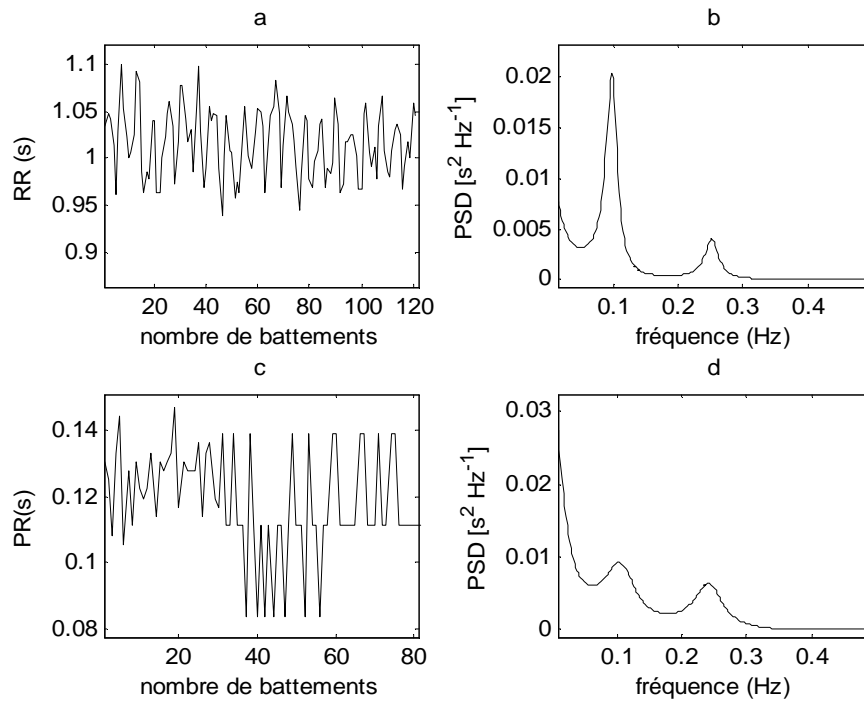 a
1.1
1.05
1
0.95
0.9
RR (s)
20 40 60 80 100 120
nombre de battements
b
0.02
0.015
0.01
0.005
0
PSD [s² Hz⁻¹]
0.1 0.2 0.3 0.4
fréquence (Hz)
c
0.14
0.12
0.1
0.08
PR(s)
20 40 60 80
nombre de battements
d
0.03
0.02
0.01
0
PSD [s² Hz⁻¹]
0.1 0.2 0.3 0.4
fréquence (Hz)